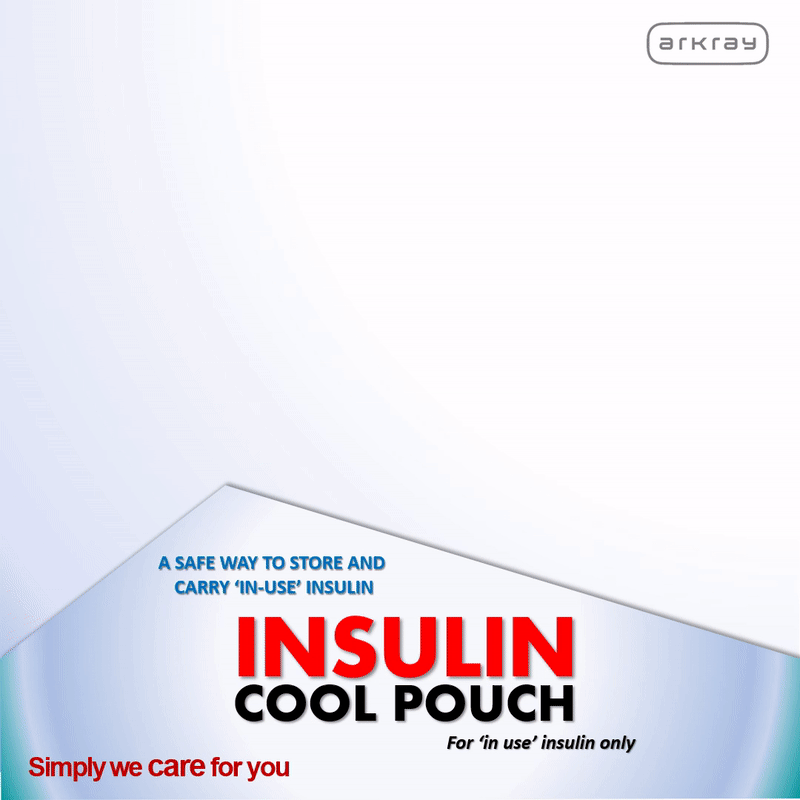 arkray
A SAFE WAY TO STORE AND
CARRY ‘IN-USE’ INSULIN
INSULIN
COOL POUCH
For ‘in use’ insulin only
Simply we care for you